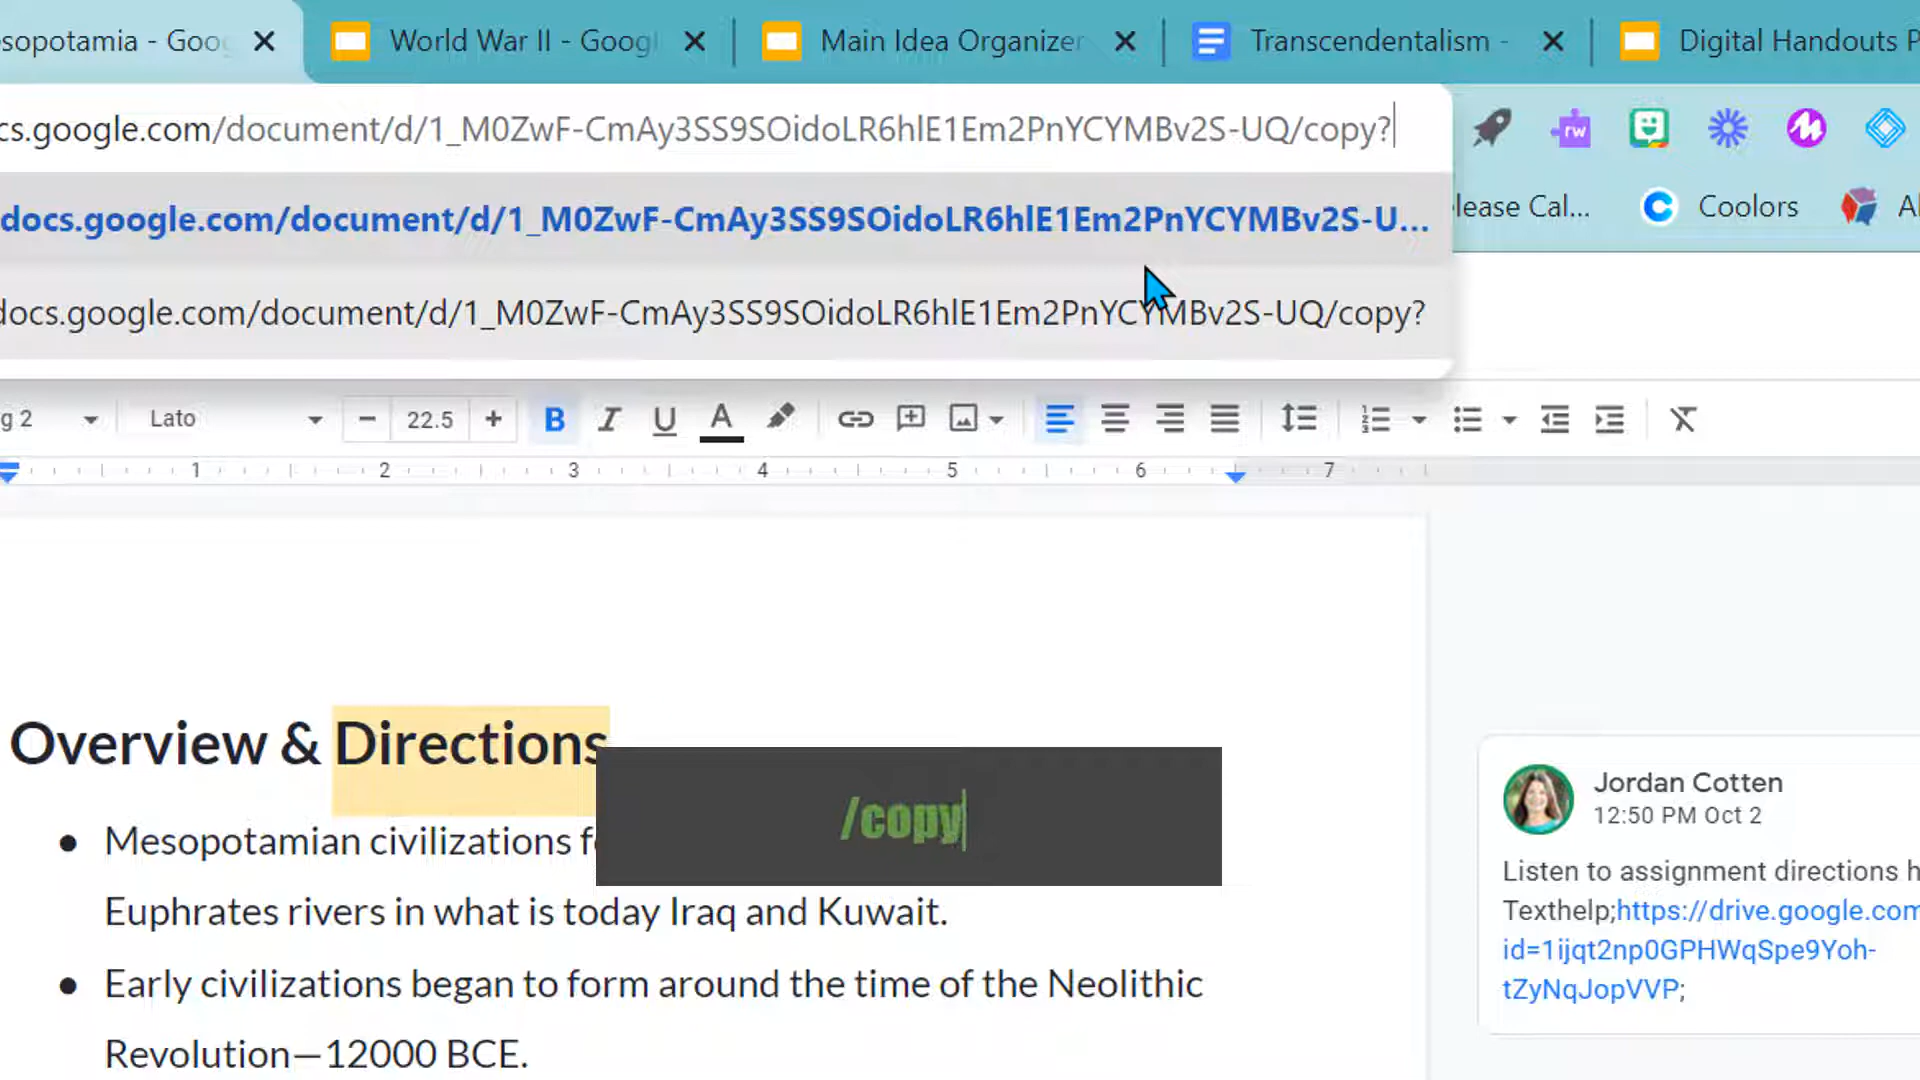 sopotamia - Goog
World War II - Googl
Main Idea Organizer
Transcendentalism -
Digital Handouts P
cs.google.com/document/d/1_M0ZwF-CmAy3SS9SOidoLR6hlE1Em2PnYCYMBv2S-UQ/copy?
rw
docs.google.com/document/d/1_M0ZwF-CmAy3SS9SOidoLR6hlE1Em2PnYCYMBv2S-U...
lease Cal...
Coolors
docs.google.com/document/d/1_M0ZwF-CmAy3SS9SOidoLR6hlE1Em2PnYCYMBv2S-UQ/copy?
g 2
Lato
22.5
B I U A
1 2 3 4 5 6 7
Overview & Directions
/copy
Mesopotamian civilizations f
Euphrates rivers in what is today Iraq and Kuwait.
Early civilizations began to form around the time of the Neolithic
Revolution—12000 BCE.
Jordan Cotten
12:50 PM Oct 2
Listen to assignment directions h
Texthelp;https://drive.google.com
id=1ijqt2np0GPHWqSpe9Yoh-
tZyNqJopVVP;